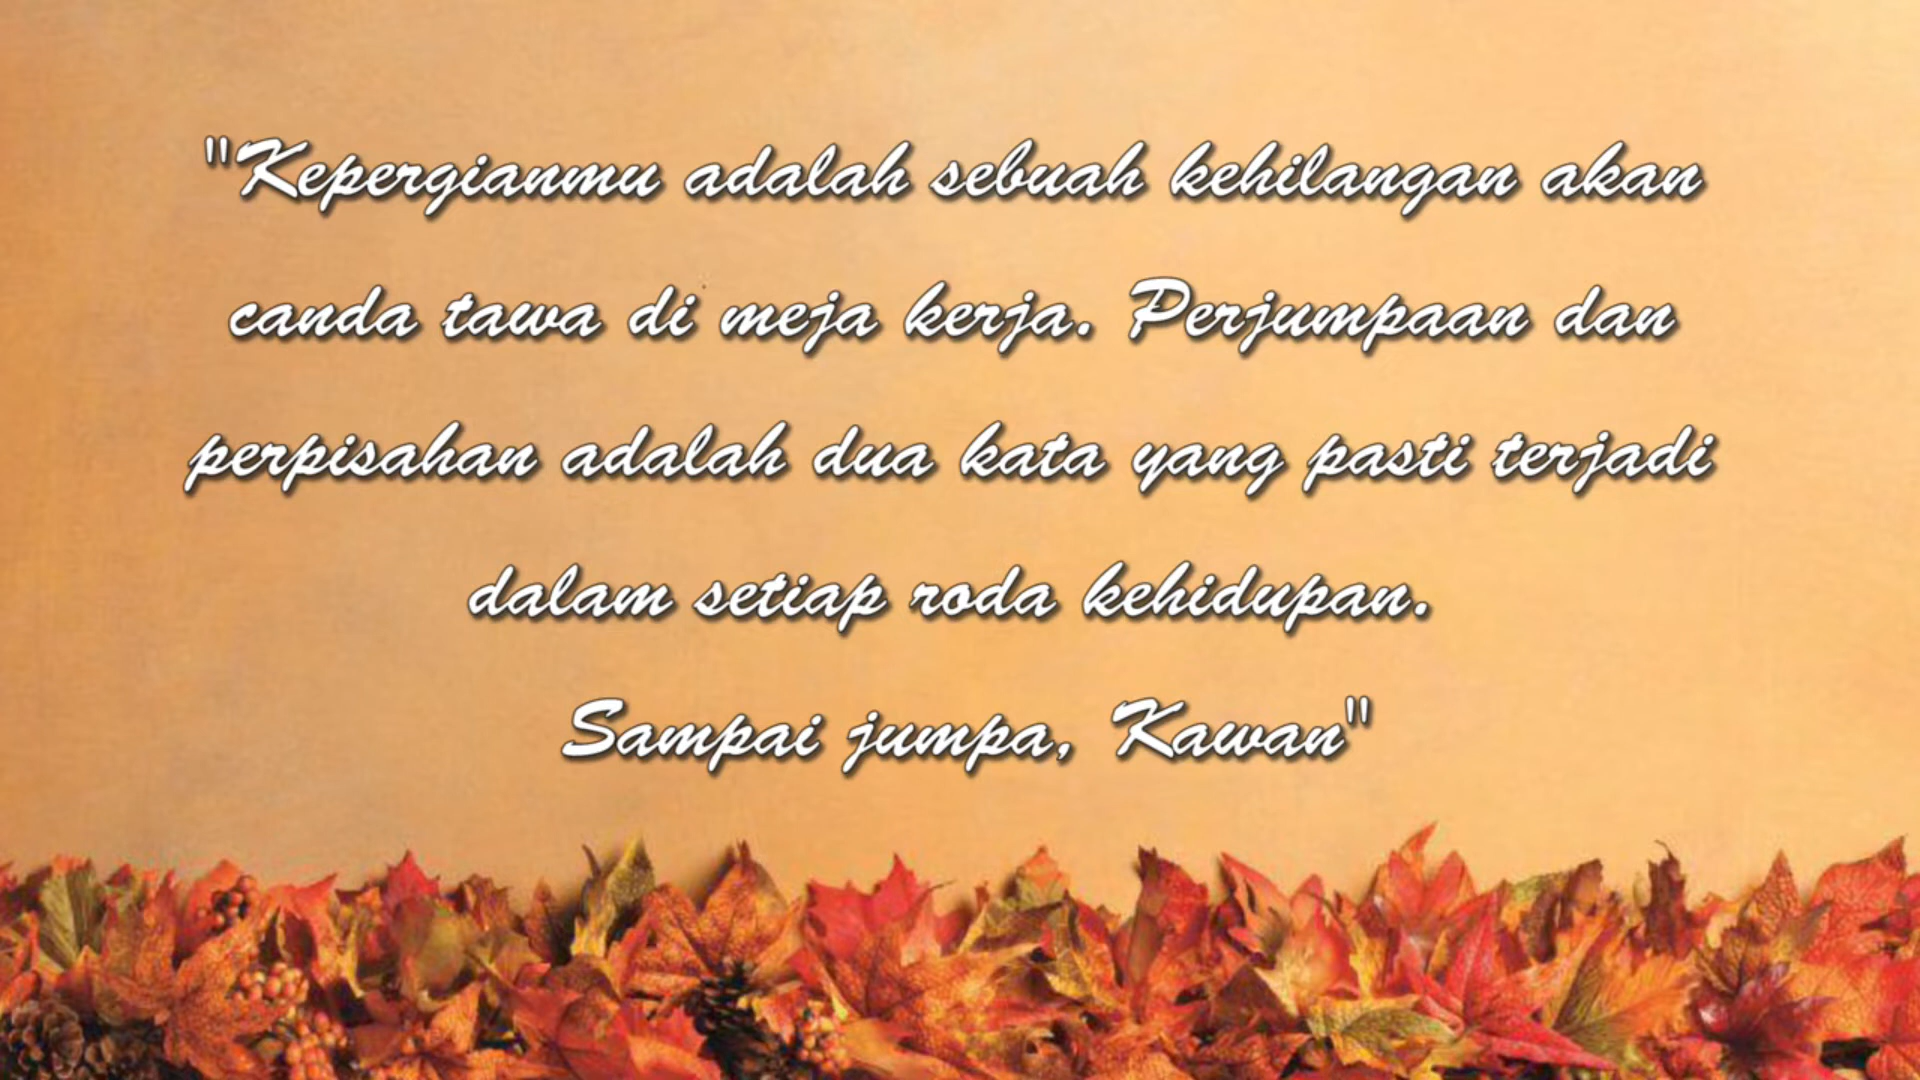 "Kepergianmu adalah sebuah kehilangan akan
canda tawa di meja kerja. Perjumpaan dan
perpisahan adalah dua kata yang pasti terjadi
dalam setiap roda kehidupan.
Sampai jumpa, Kawan"